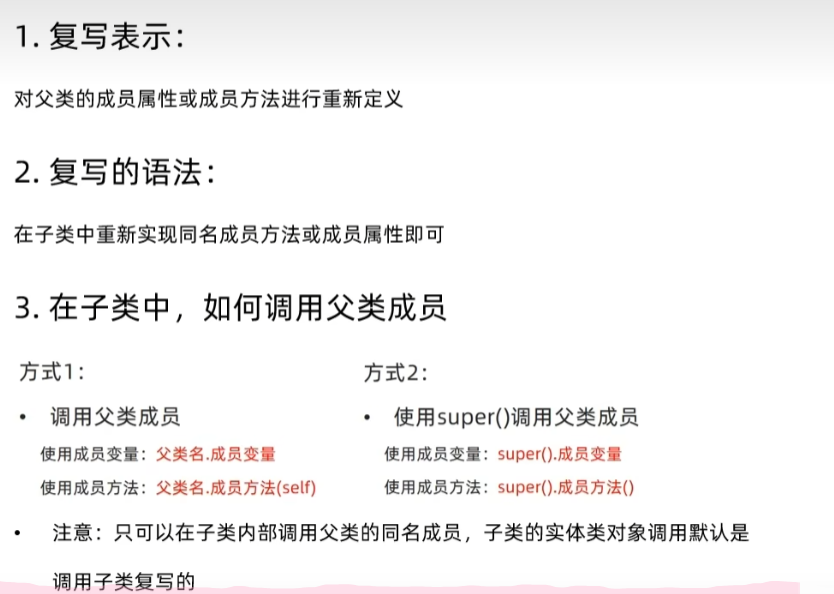 1. 复写表示：
对父类的成员属性或成员方法进行重新定义
2. 复写的语法：
在子类中重新实现同名成员方法或成员属性即可
3. 在子类中，如何调用父类成员
方式1：
• 调用父类成员
使用成员变量：父类名.成员变量
使用成员方法：父类名.成员方法(self)
方式2：
• 使用super()调用父类成员
使用成员变量：super().成员变量
使用成员方法：super().成员方法()
• 注意：只可以在子类内部调用父类的同名成员，子类的实体类对象调用默认是
调用子类复写的